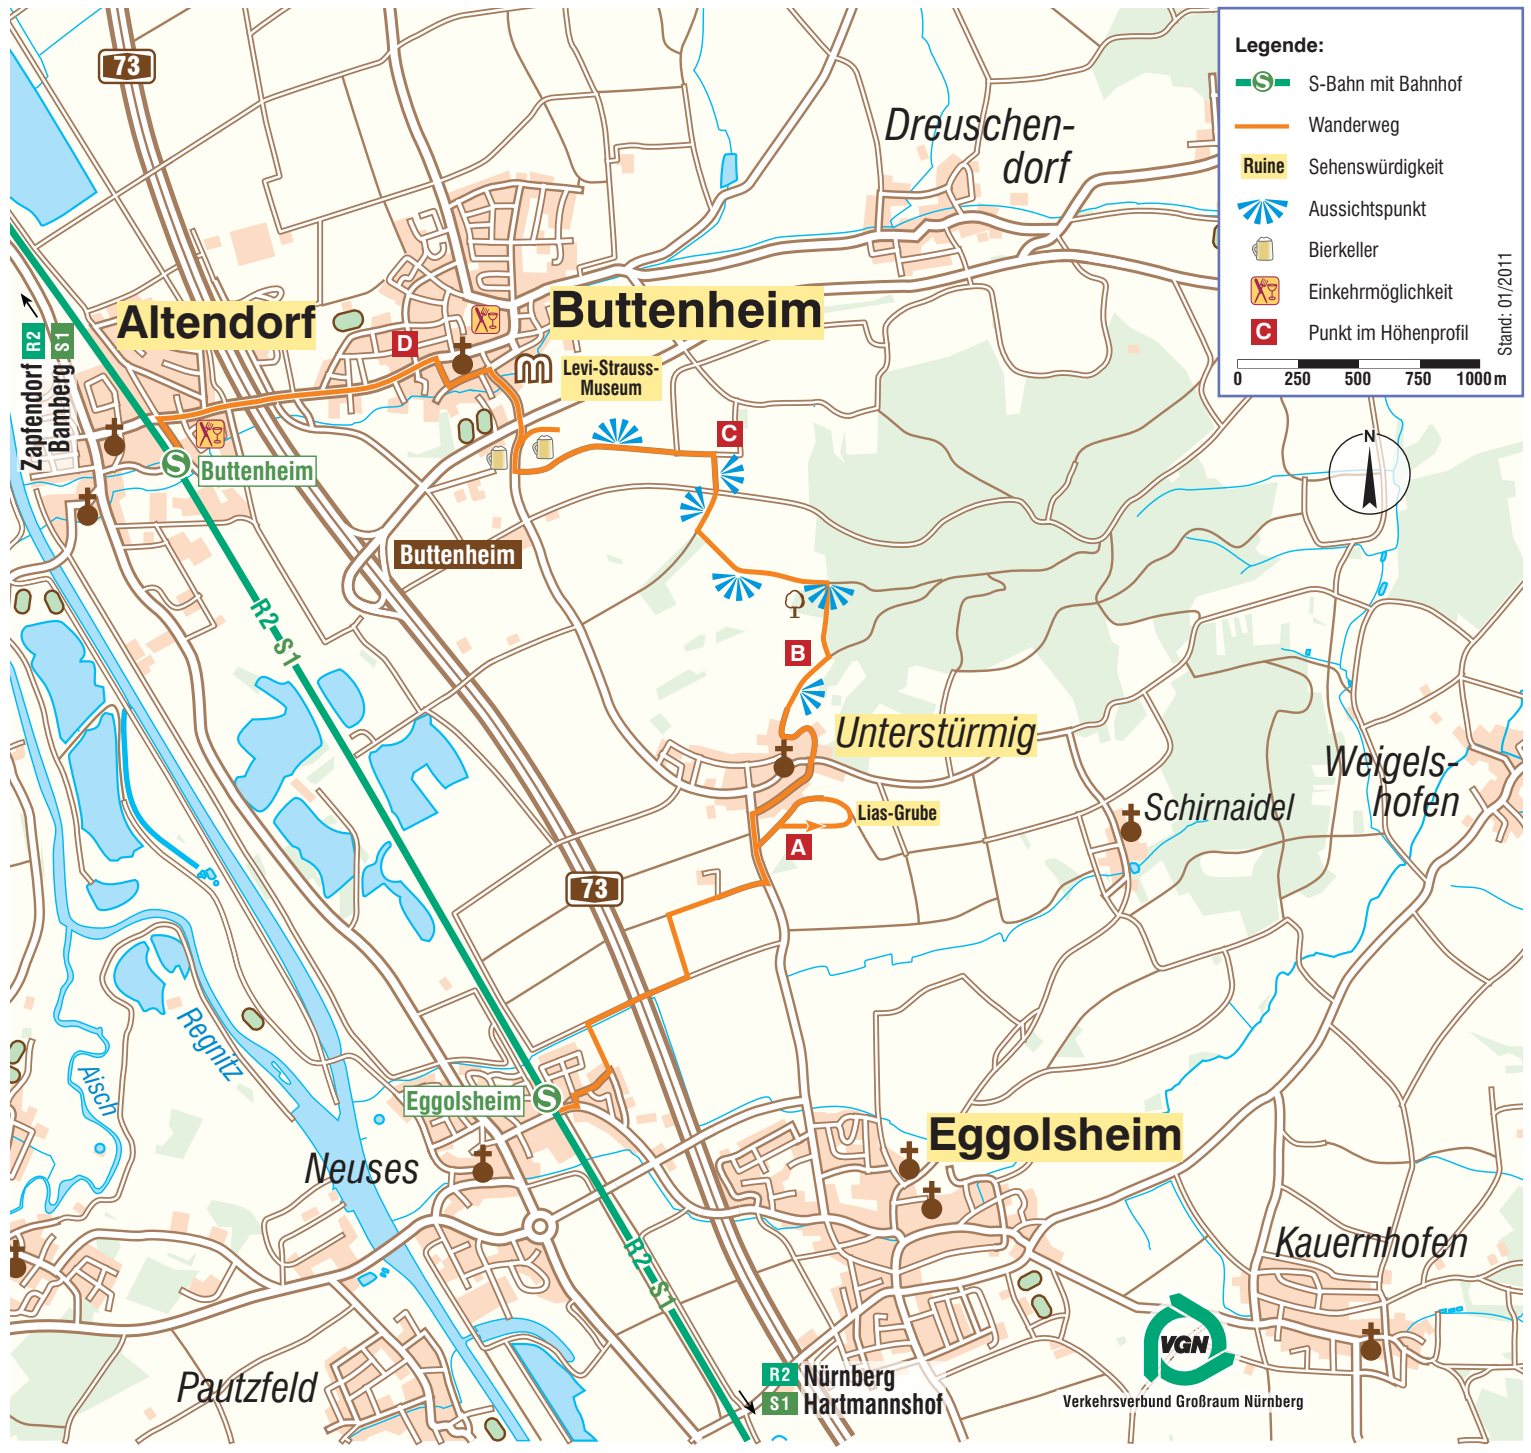 Legende:
S-Bahn mit Bahnhof
Wanderweg
Ruine Sehenswürdigkeit
Aussichtspunkt
Bierkeller
Einkehrmöglichkeit
C Punkt im Höhenprofil
0 250 500 750 1000 m
Stand: 01/2011
N
73
Dreuschen-
dorf
Altendorf
Buttenheim
D
Levi-Strauss-
Museum
R2 S1
Zapfendorf
Bamberg
C
S Buttenheim
Buttenheim
R2 S1
B
Unterstürmig
Weigels-
hofen
Schirnaidel
Lias-Grube
A
73
Regnitz
Aisch
Eggolsheim S
Eggolsheim
Neuses
Kauernhofen
R2 S1
VGN
Verkehrsverbund Großraum Nürnberg
Pautzfeld
R2 Nürnberg
S1 Hartmannshof